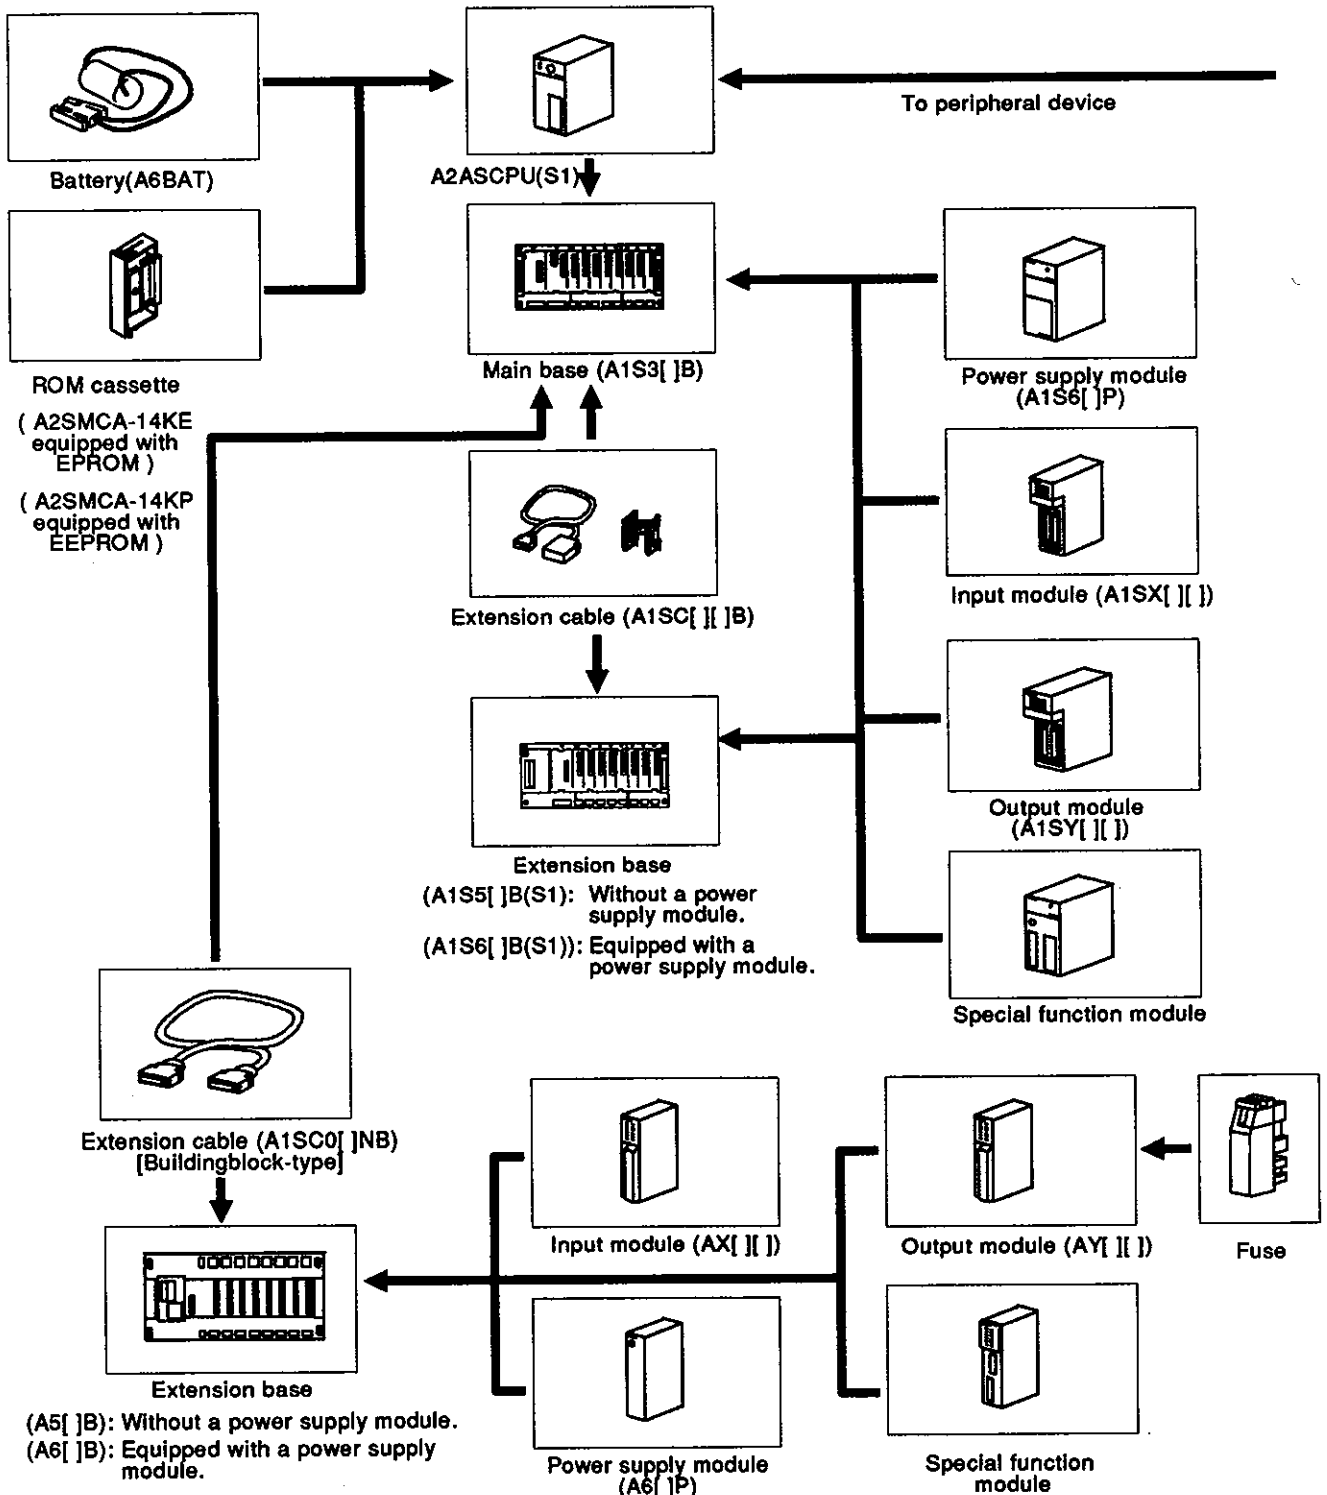 To peripheral device
Battery(A6BAT)
A2ASCPU(S1)
ROM cassette
( A2SMCA-14KE
equipped with
EPROM )
( A2SMCA-14KP
equipped with
EEPROM )
Main base (A1S3[ ]B)
Power supply module
(A1S6[ ]P)
Input module (A1SX[ ][ ])
Extension cable (A1SC[ ][ ]B)
Output module
(A1SY[ ][ ])
Extension base
(A1S5[ ]B(S1): Without a power
supply module.
(A1S6[ ]B(S1)): Equipped with a
power supply module.
Special function module
Extension cable (A1SC0[ ]NB)
[Buildingblock-type]
Input module (AX[ ][ ])
Output module (AY[ ][ ])
Fuse
Extension base
(A5[ ]B): Without a power supply module.
(A6[ ]B): Equipped with a power supply
module.
Power supply module
(A6[ ]P)
Special function
module